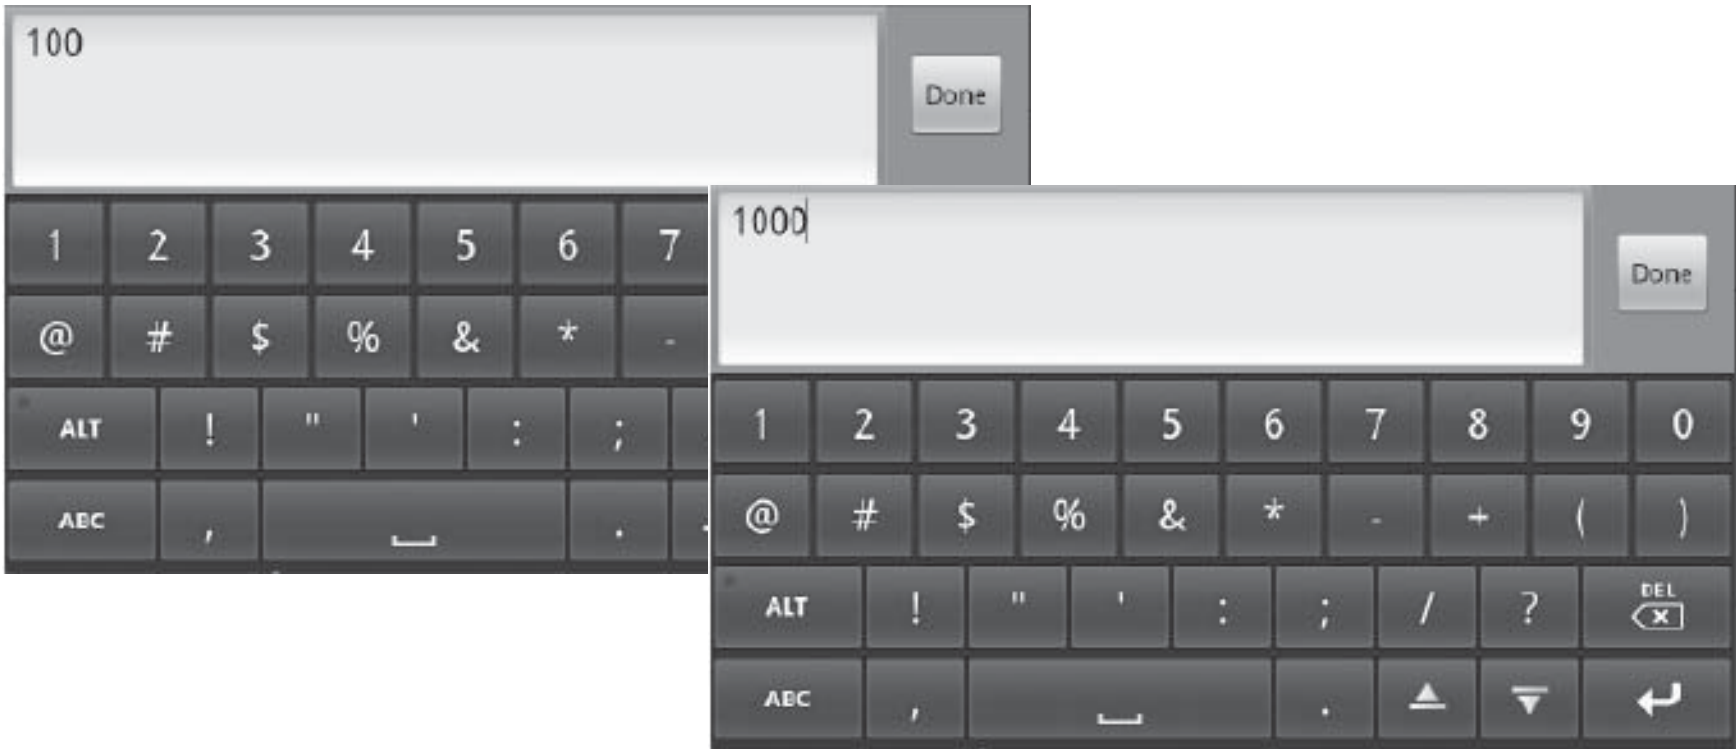 100
Done
1 2 3 4 5 6 7
@ # $ % & * -
ALT ! " ' : ;
ABC , .
1000
Done
1 2 3 4 5 6 7 8 9 0
@ # $ % & * - + ( )
ALT ! " ' : ; / ? DEL
ABC , .